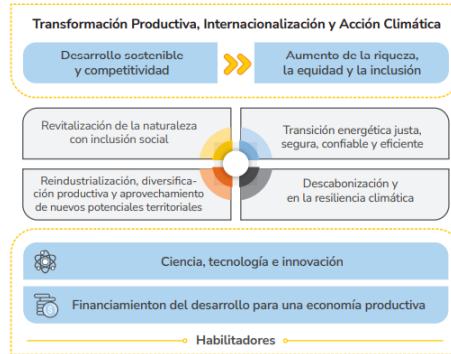 Transformación Productiva, Internacionalización y Acción Climática
Desarrollo sostenible
y competitividad
Aumento de la riqueza,
la equidad y la inclusión
Revitalización de la naturaleza
con inclusión social
Transición energética justa,
segura, confiable y eficiente
Reindustrialización, diversifica-
ción productiva y aprovechamiento
de nuevos potenciales territoriales
Descabonización y
en la resiliencia climática
Ciencia, tecnología e innovación
Financiamienton del desarrollo para una economía productiva
Habilitadores